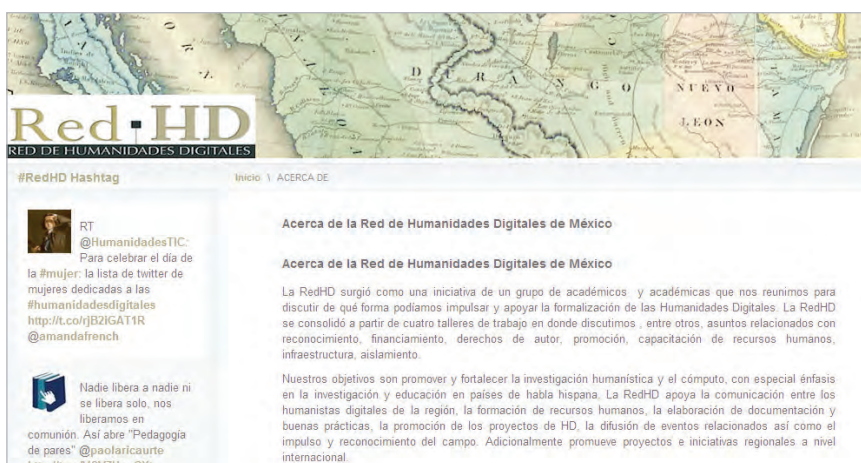 DURANGO
NUEVO
LEON
Red HD
RED DE HUMANIDADES DIGITALES
#RedHD Hashtag
Inicio \ ACERCA DE
RT
@HumanidadesTIC:
Para celebrar el día de
la #mujer: la lista de twitter de
mujeres dedicadas a las
#humanidadesdigitales
http://t.co/rjB2iGAT1R
@amandafrench
Nadie libera a nadie ni
se libera solo, nos
liberamos en
comunión. Así abre "Pedagogía
de pares" @paolaricaurte
Acerca de la Red de Humanidades Digitales de México
Acerca de la Red de Humanidades Digitales de México
La RedHD surgió como una iniciativa de un grupo de académicos y académicas que nos reunimos para
discutir de qué forma podíamos impulsar y apoyar la formalización de las Humanidades Digitales. La RedHD
se consolidó a partir de cuatro talleres de trabajo en donde discutimos , entre otros, asuntos relacionados con
reconocimiento, financiamiento, derechos de autor, promoción, capacitación de recursos humanos,
infraestructura, aislamiento.
Nuestros objetivos son promover y fortalecer la investigación humanística y el cómputo, con especial énfasis
en la investigación y educación en países de habla hispana. La RedHD apoya la comunicación entre los
humanistas digitales de la región, la formación de recursos humanos, la elaboración de documentación y
buenas prácticas, la promoción de los proyectos de HD, la difusión de eventos relacionados así como el
impulso y reconocimiento del campo. Adicionalmente promueve proyectos e iniciativas regionales a nivel
internacional.